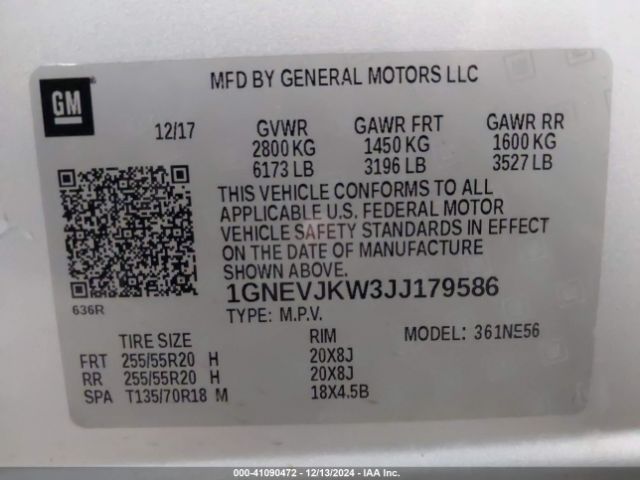 GM
MFD BY GENERAL MOTORS LLC
12/17 GVWR GAWR FRT GAWR RR
2800 KG 1450 KG 1600 KG
6173 LB 3196 LB 3527 LB
THIS VEHICLE CONFORMS TO ALL
APPLICABLE U.S. FEDERAL MOTOR
VEHICLE SAFETY STANDARDS IN EFFECT
ON THE DATE OF MANUFACTURE
SHOWN ABOVE.
1GNEVJKW3JJ179586
636R
TYPE: M.P.V.
TIRE SIZE RIM MODEL: 361NE56
FRT 255/55R20 H 20X8J
RR 255/55R20 H 20X8J
SPA T135/70R18 M 18X4.5B
000-41090472 - 12/13/2024 - IAA Inc.